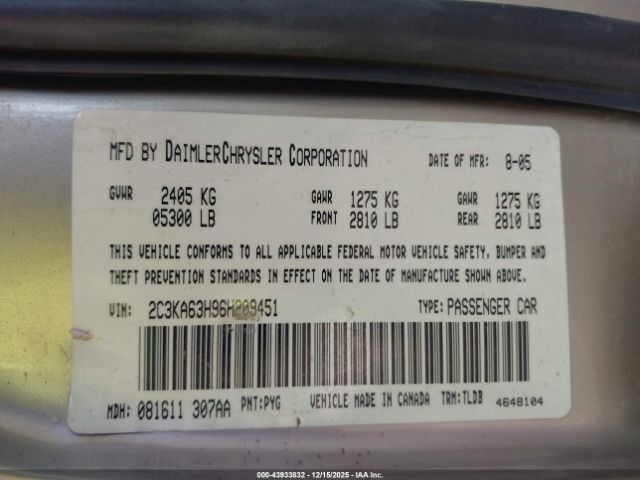 MFD BY DAIMLERCHRYSLER CORPORATION DATE OF MFR: 8-05
GVWR 2405 KG GAWR 1275 KG GAWR 1275 KG
05300 LB FRONT 2810 LB REAR 2810 LB
THIS VEHICLE CONFORMS TO ALL APPLICABLE FEDERAL MOTOR VEHICLE SAFETY, BUMPER AND
THEFT PREVENTION STANDARDS IN EFFECT ON THE DATE OF MANUFACTURE SHOWN ABOVE.
VIN: 2C3KA63H96H209451 TYPE: PASSENGER CAR
MDH: 081611 307AA PNT:PYG VEHICLE MADE IN CANADA TRM:TLDB 4648104
000-43933832 - 12/15/2025 - IAA Inc.